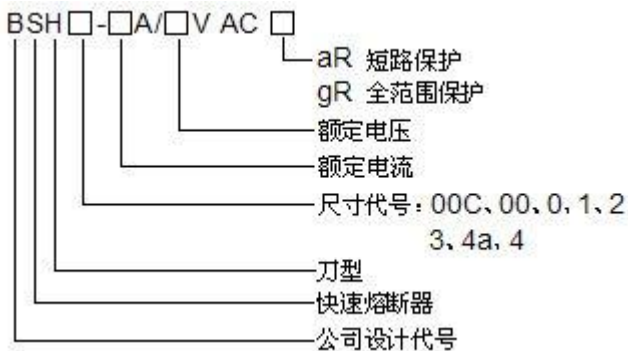 BSH□-□A/□V AC □
aR 短路保护
gR 全范围保护
额定电压
额定电流
尺寸代号：00C、00、0，1、2
3、4a，4
刀型
快速熔断器
公司设计代号